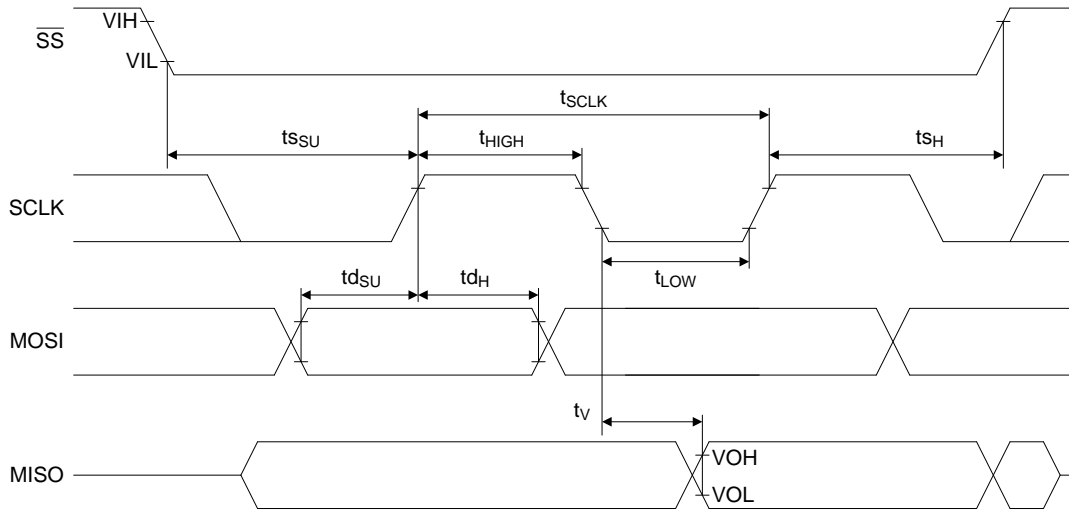 VIH
SS
VIL
tSCLK
tsSU
tHIGH
tsH
SCLK
tdSU
tdH
tLOW
MOSI
tV
VOH
MISO
VOL